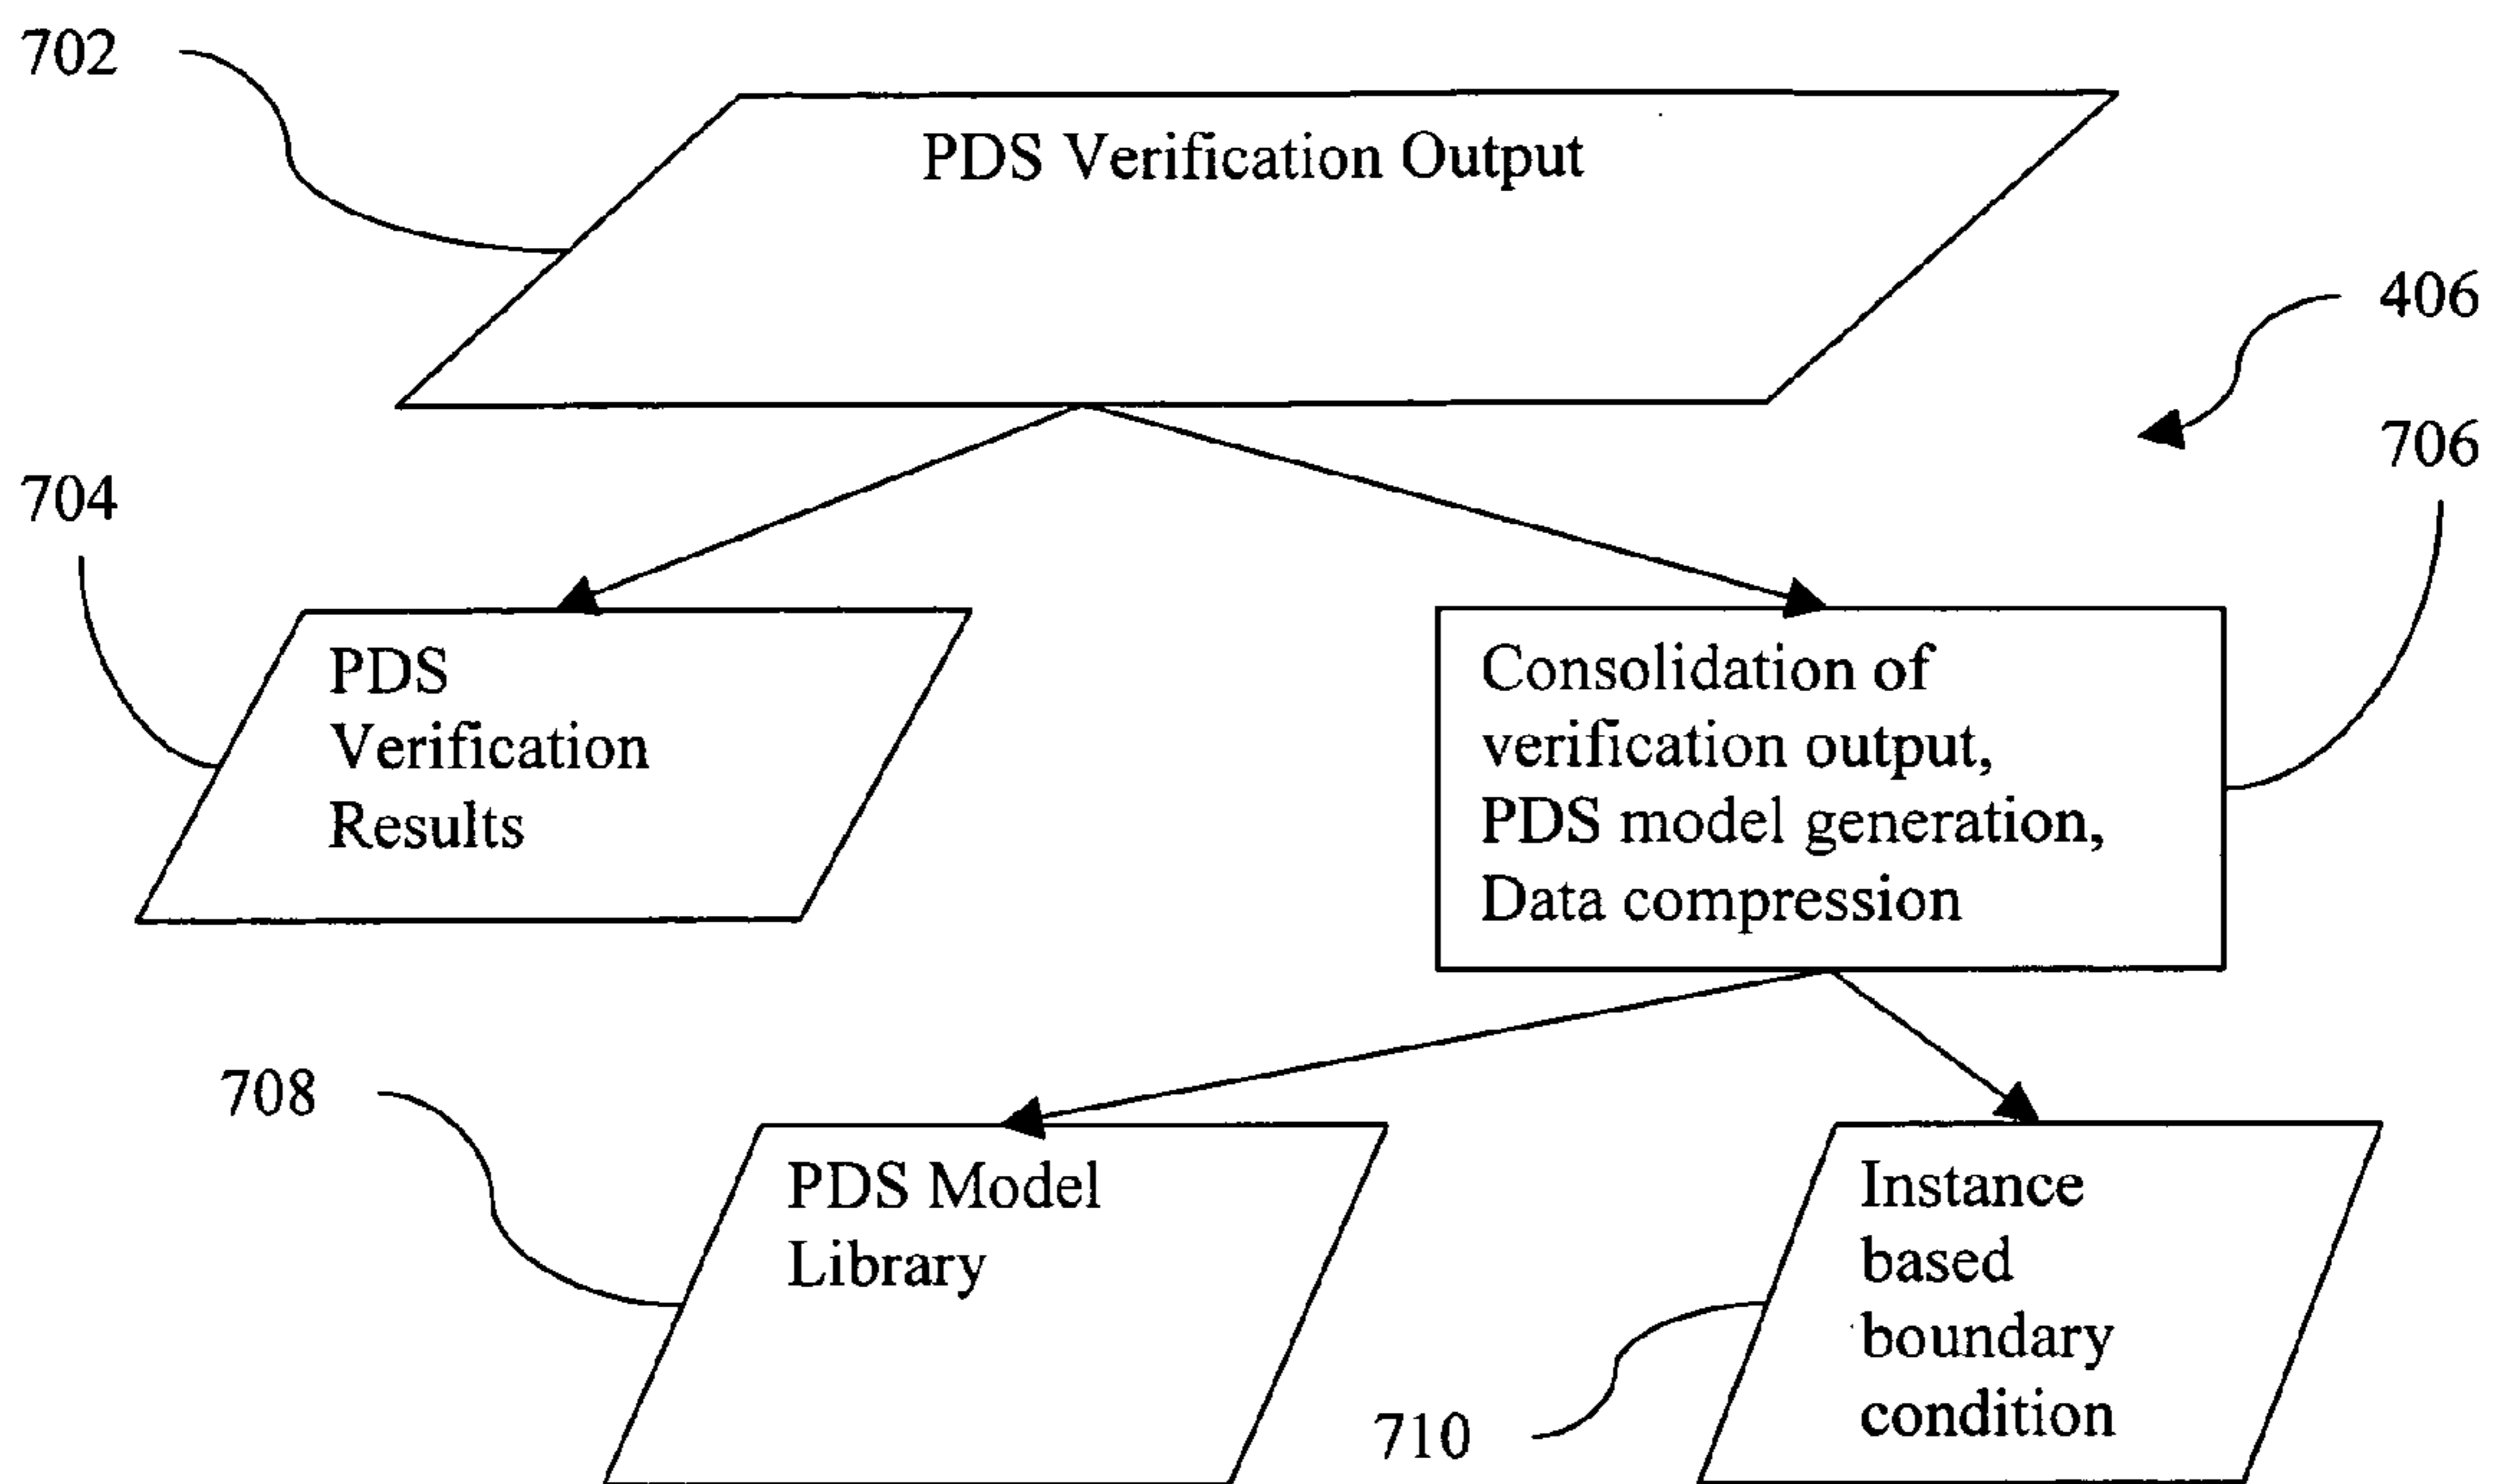 702
PDS Verification Output
406
706
704
PDS
Verification
Results
Consolidation of
verification output,
PDS model generation,
Data compression
708
PDS Model
Library
Instance
based
boundary
condition
710